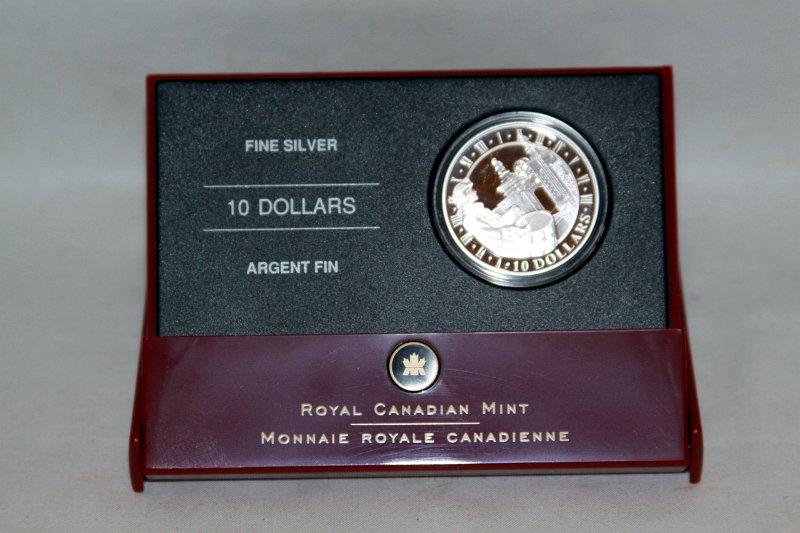 FINE SILVER
10 DOLLARS
ARGENT FIN
10 DOLLARS
ROYAL CANADIAN MINT
MONNAIE ROYALE CANADIENNE